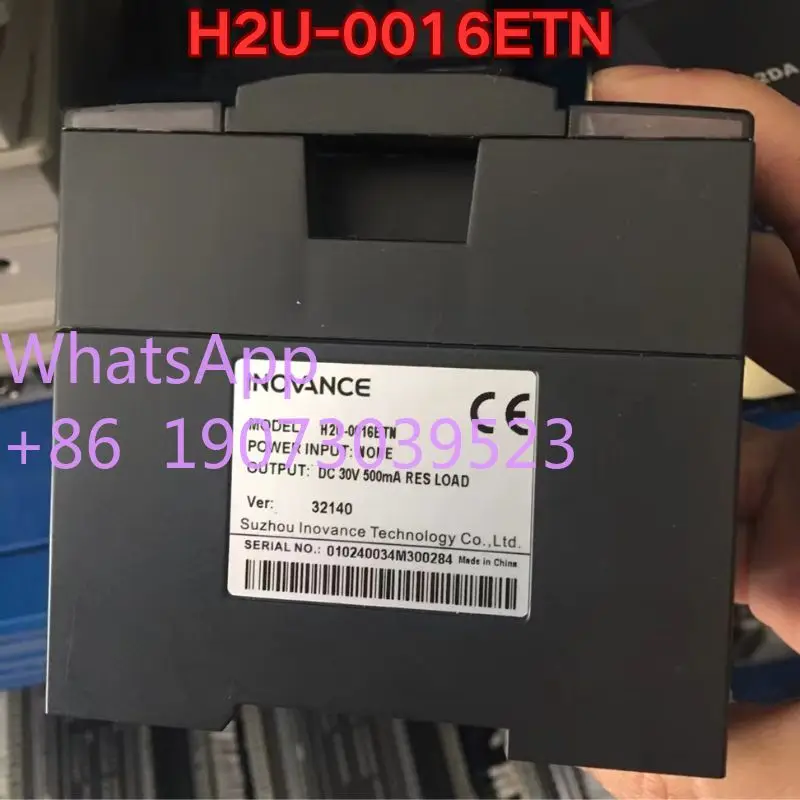 H2U-0016ETN
2DA
WhatsApp
+86 19073039523
INOVANCE
CE
MODEL: H2U-0016ETN
POWER INPUT: NONE
OUTPUT: DC 30V 500mA RES LOAD
Ver: 32140
Suzhou Inovance Technology Co.,Ltd.
SERIAL NO.: 010240034M300284 Made in China